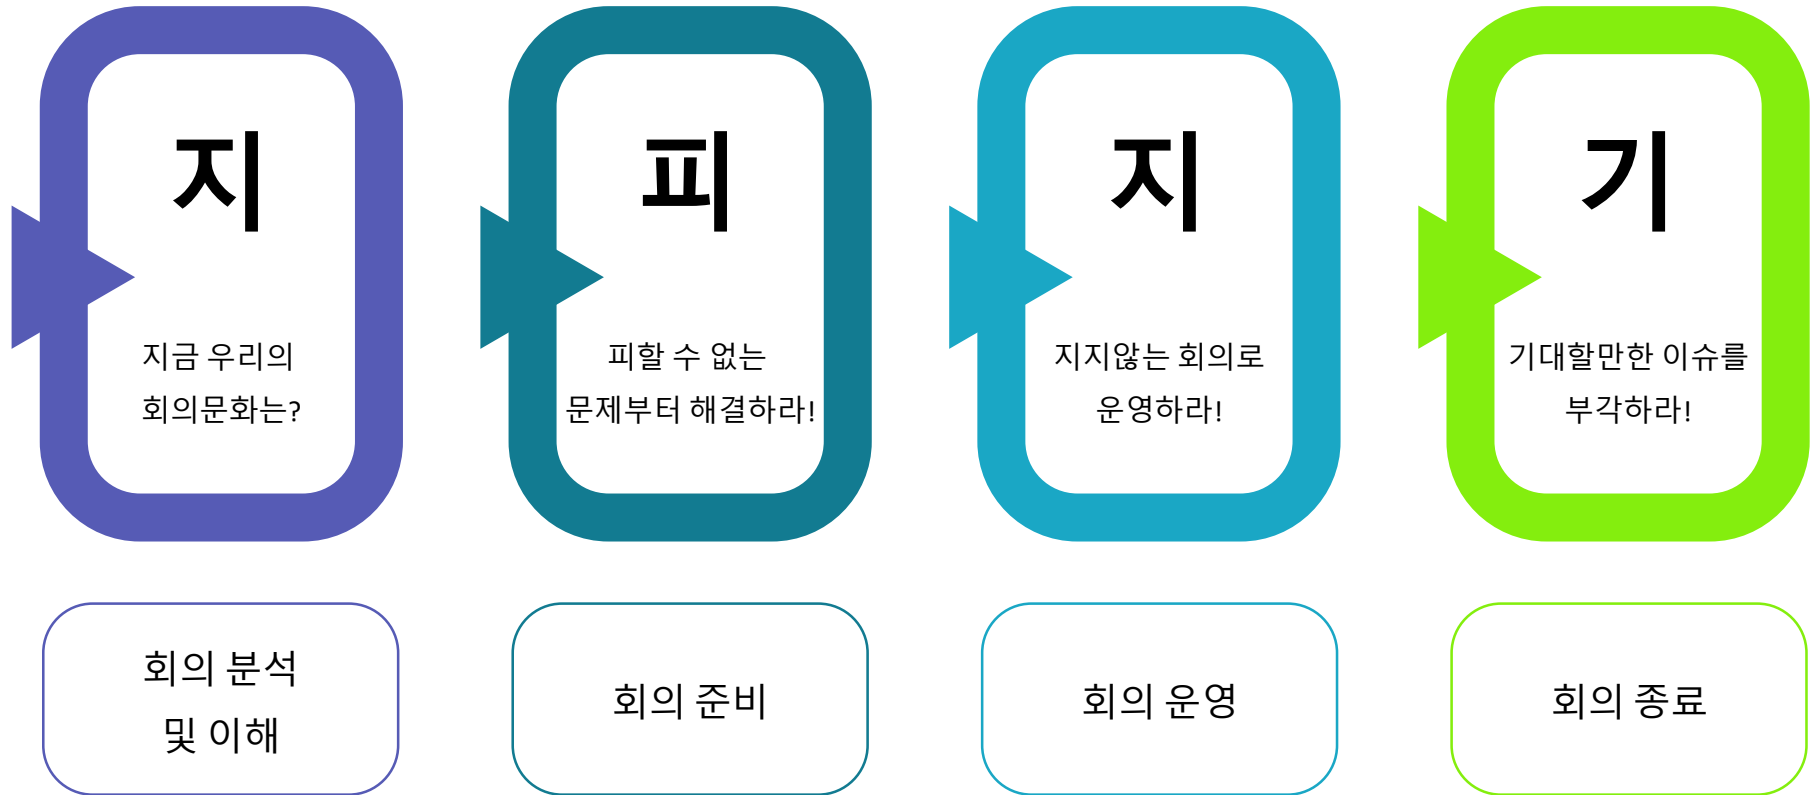 지
지금 우리의
회의문화는?
피
피할 수 없는
문제부터 해결하라!
지
지지않는 회의로
운영하라!
기
기대할만한 이슈를
부각하라!
회의 분석
및 이해
회의 준비
회의 운영
회의 종료